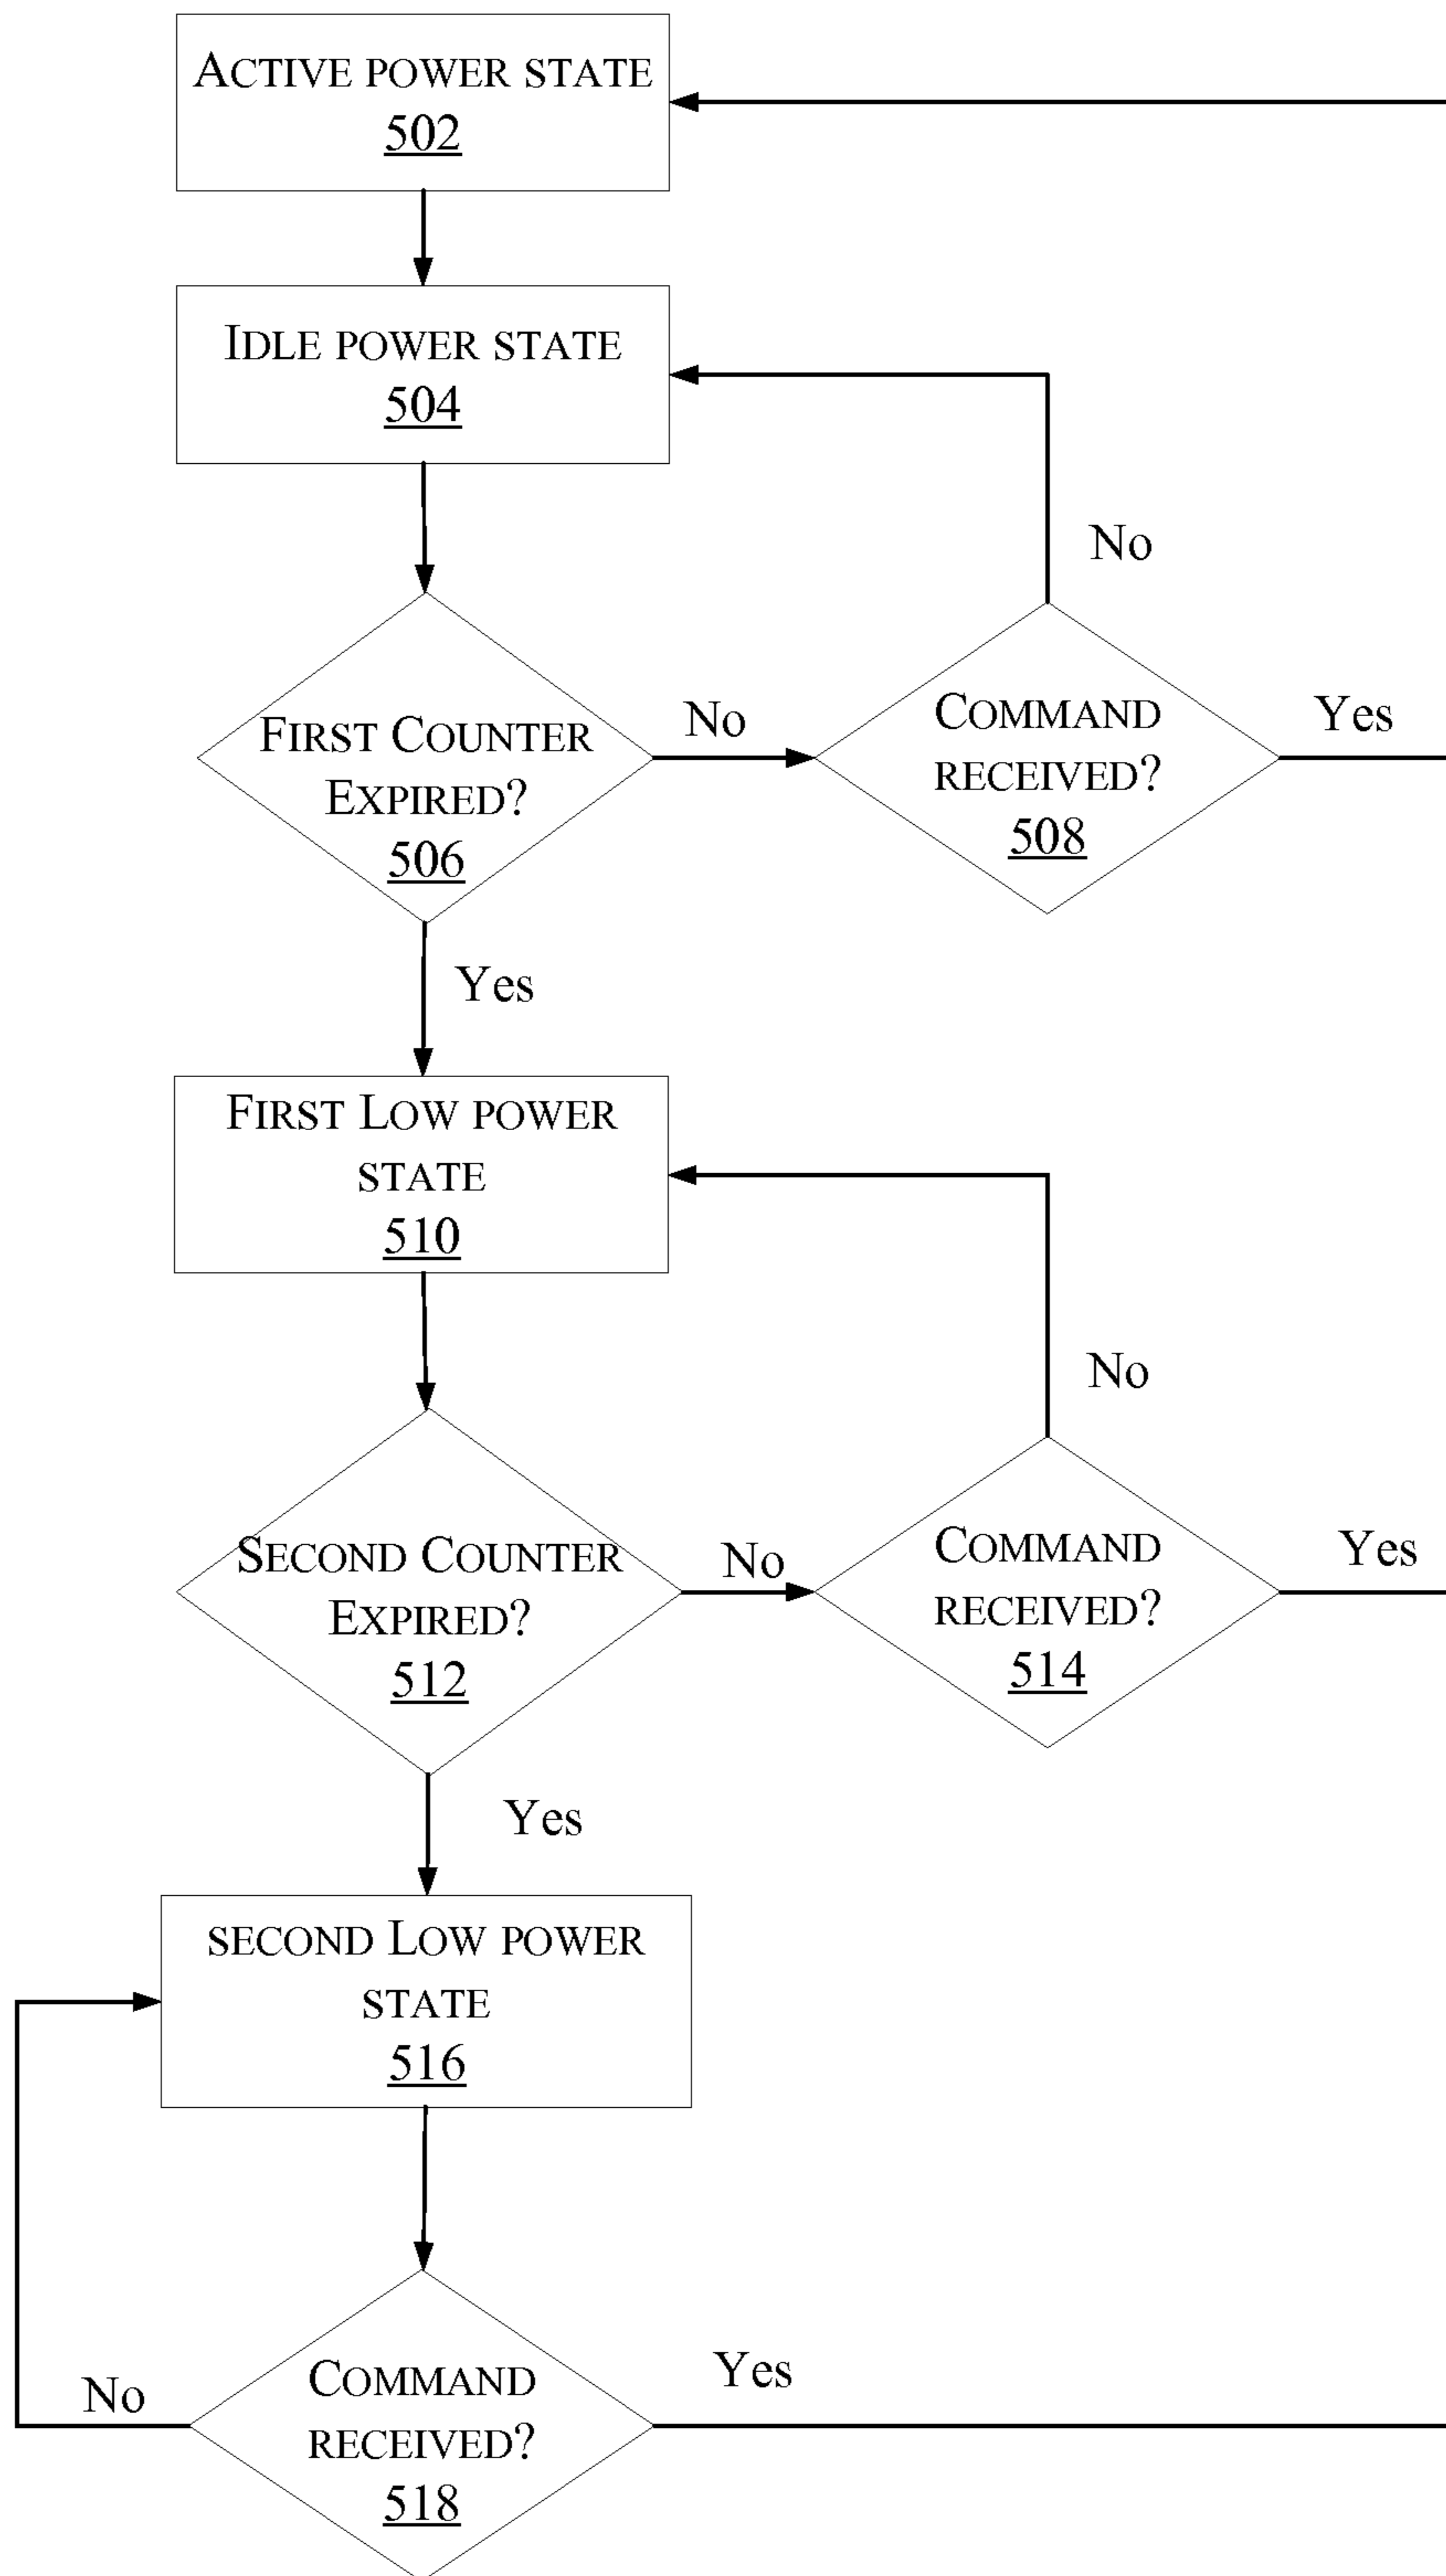 ACTIVE POWER STATE
502
IDLE POWER STATE
504
No
FIRST COUNTER
EXPIRED?
506
No
COMMAND
RECEIVED?
508
Yes
Yes
FIRST LOW POWER
STATE
510
No
SECOND COUNTER
EXPIRED?
512
No
COMMAND
RECEIVED?
514
Yes
Yes
SECOND LOW POWER
STATE
516
No
COMMAND
RECEIVED?
518
Yes